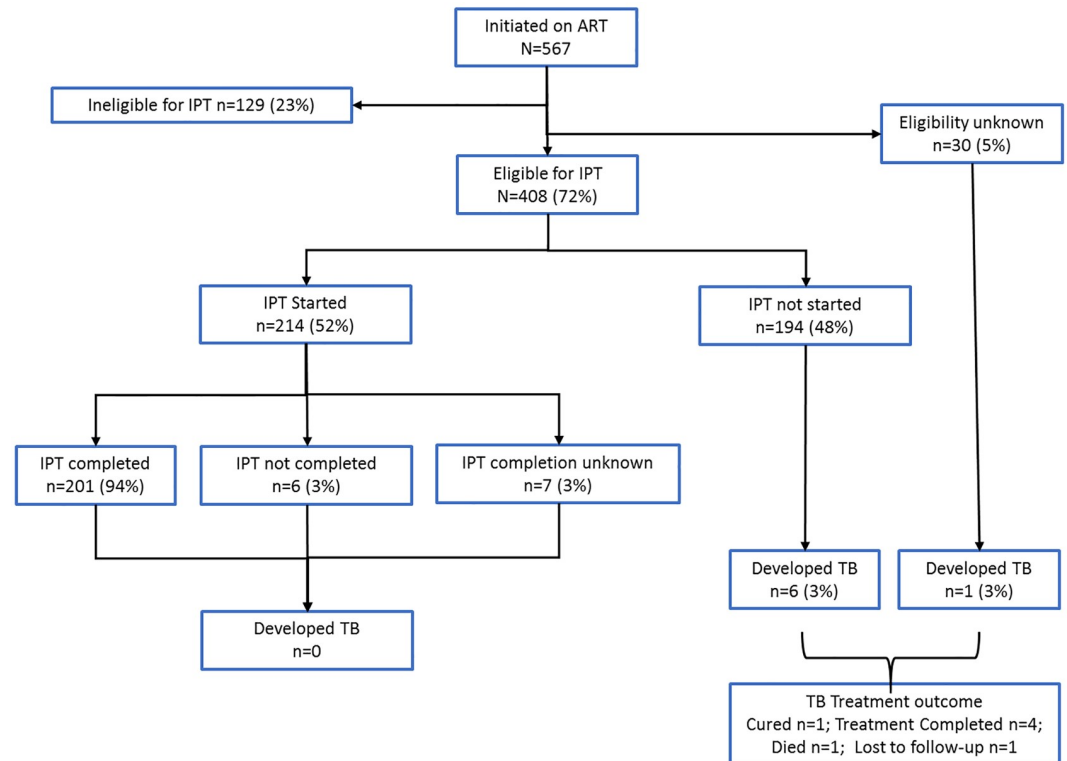 Initiated on ART
N=567
Ineligible for IPT n=129 (23%)
Eligibility unknown
n=30 (5%)
Eligible for IPT
N=408 (72%)
IPT Started
n=214 (52%)
IPT not started
n=194 (48%)
IPT completed
n=201 (94%)
IPT not completed
n=6 (3%)
IPT completion unknown
n=7 (3%)
Developed TB
n=6 (3%)
Developed TB
n=1 (3%)
Developed TB
n=0
TB Treatment outcome
Cured n=1; Treatment Completed n=4;
Died n=1;  Lost to follow-up n=1